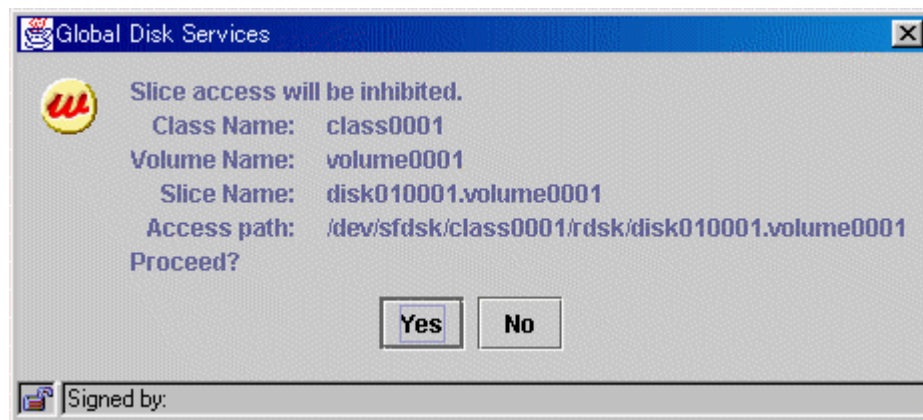 Global Disk Services
Slice access will be inhibited.
Class Name: class0001
Volume Name: volume0001
Slice Name: disk010001.volume0001
Access path: /dev/sfdsk/class0001/rdsk/disk010001.volume0001
Proceed?
Yes No
Signed by: